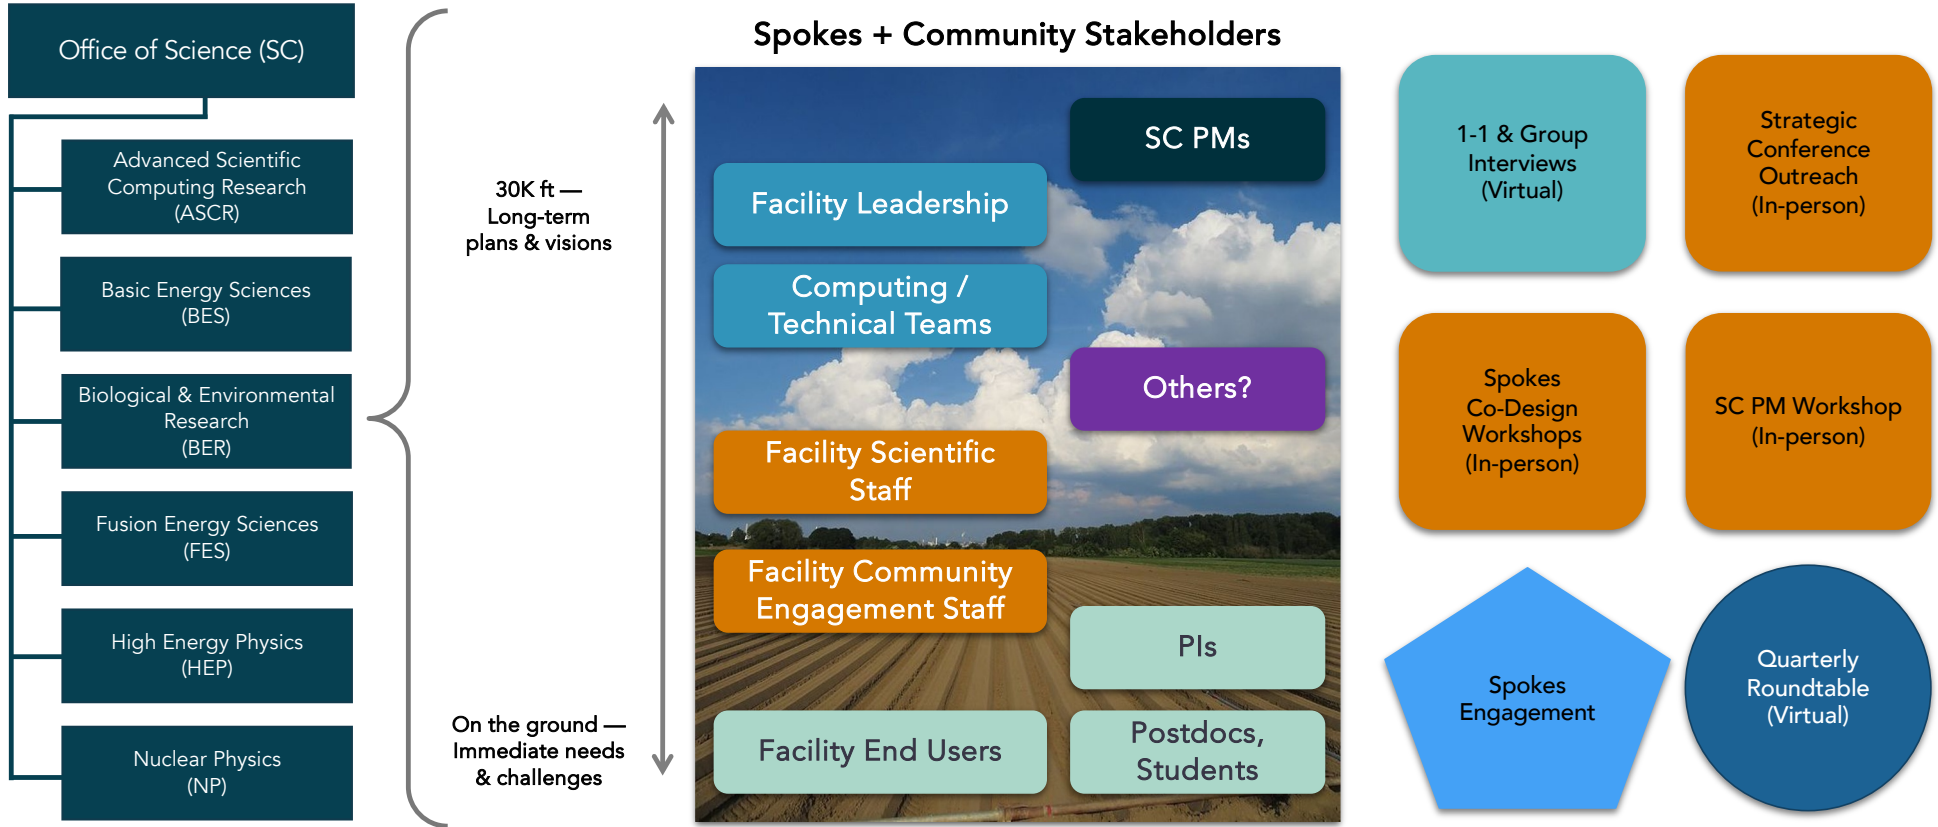 Office of Science (SC)
Advanced Scientific
Computing Research
(ASCR)
Basic Energy Sciences
(BES)
Biological & Environmental
Research
(BER)
Fusion Energy Sciences
(FES)
High Energy Physics
(HEP)
Nuclear Physics
(NP)
30K ft —
Long-term
plans & visions
On the ground —
Immediate needs
& challenges
Spokes + Community Stakeholders
SC PMs
Facility Leadership
Computing /
Technical Teams
Others?
Facility Scientific
Staff
Facility Community
Engagement Staff
PIs
Facility End Users
Postdocs,
Students
1-1 & Group
Interviews
(Virtual)
Strategic
Conference
Outreach
(In-person)
Spokes
Co-Design
Workshops
(In-person)
SC PM Workshop
(In-person)
Spokes
Engagement
Quarterly
Roundtable
(Virtual)